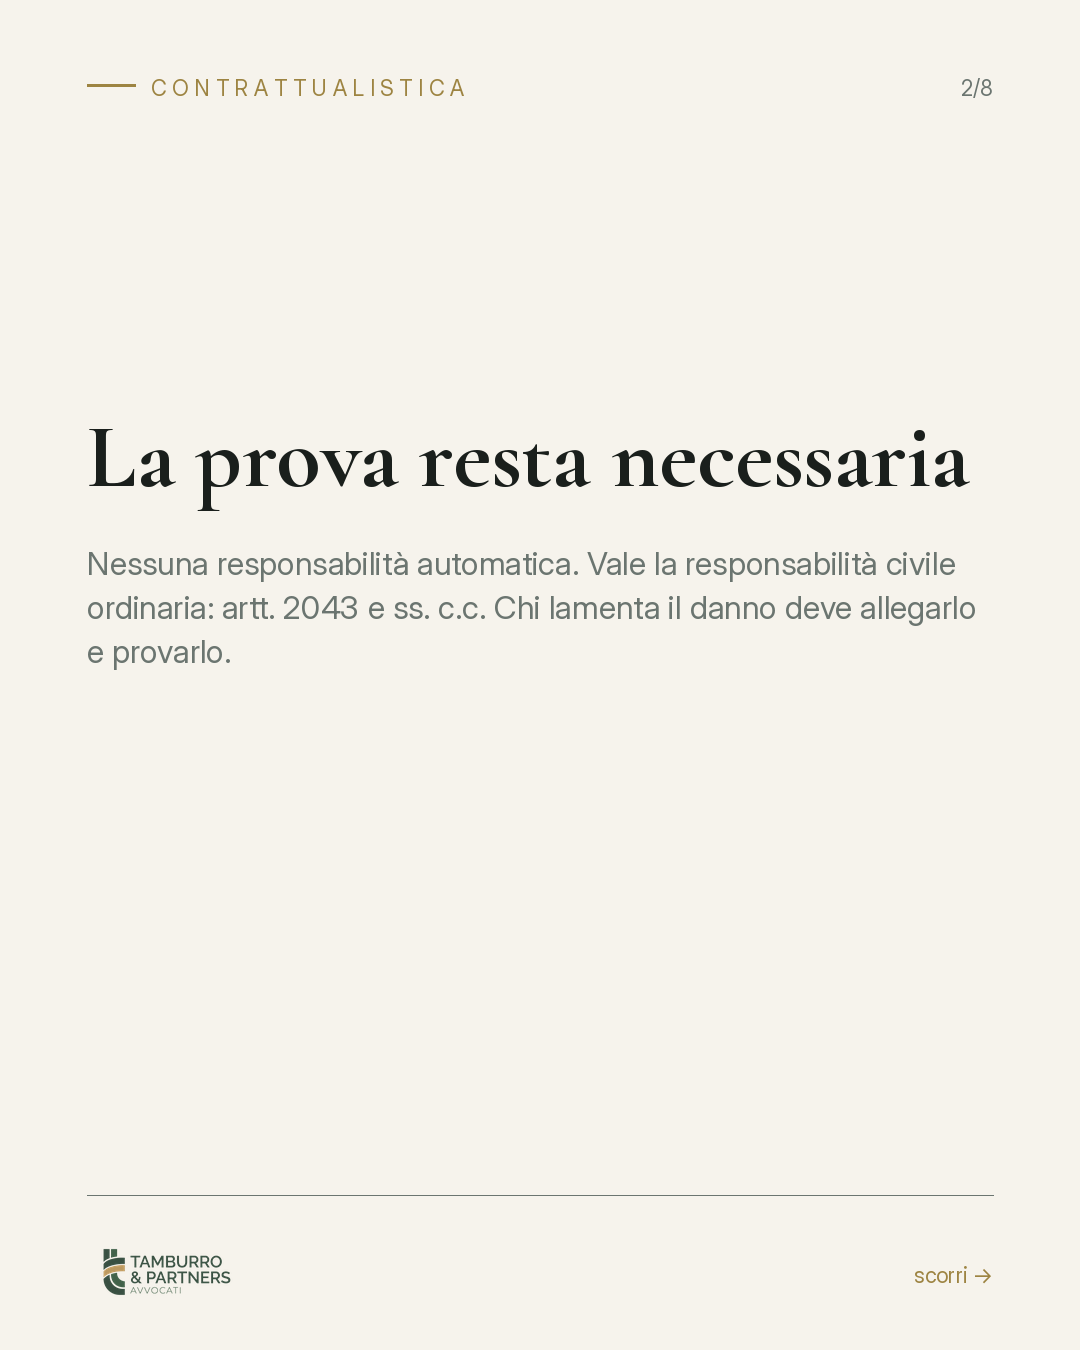 CONTRATTUALISTICA
2/8
La prova resta necessaria
Nessuna responsabilità automatica. Vale la responsabilità civile
ordinaria: artt. 2043 e ss. c.c. Chi lamenta il danno deve allegarlo
e provarlo.
TAMBURRO
& PARTNERS
AVVOCATI
scorri →